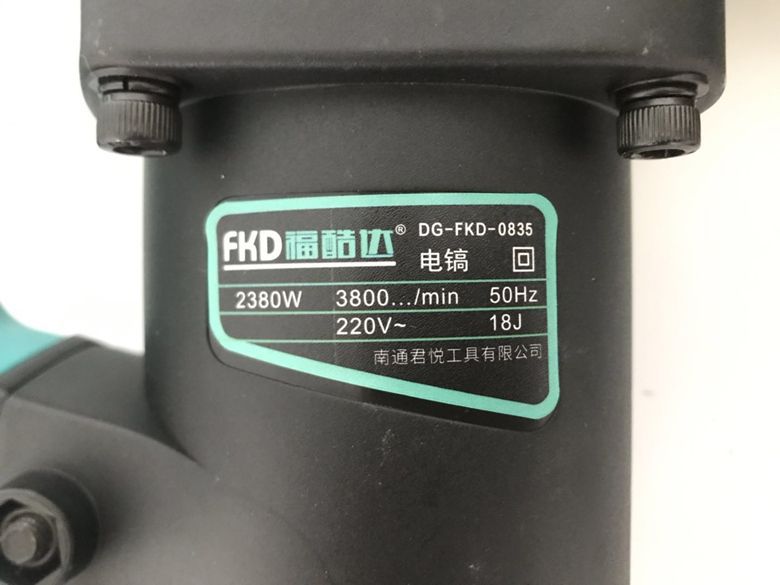 FKD福酷达® DG-FKD-0835
电镐
2380W 3800.../min 50Hz
220V~ 18J
南通君悦工具有限公司